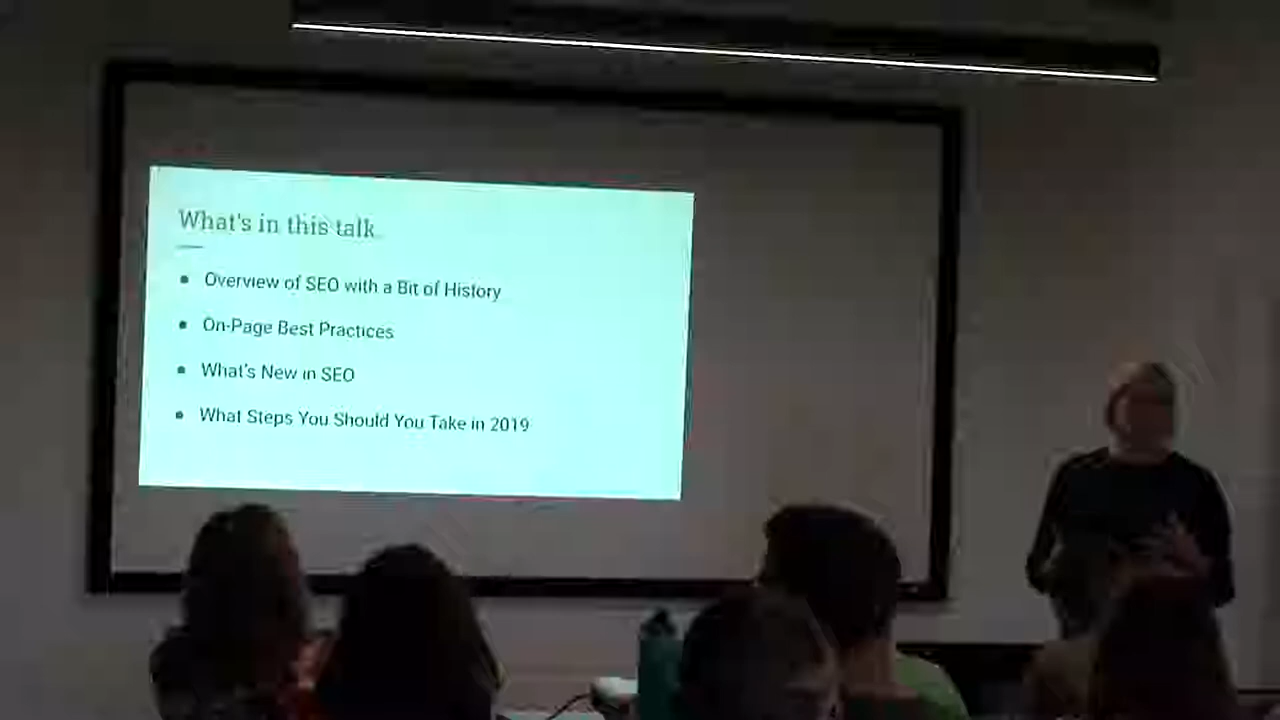 What's in this talk
Overview of SEO with a Bit of History
On-Page Best Practices
What's New in SEO
What Steps You Should You Take in 2019